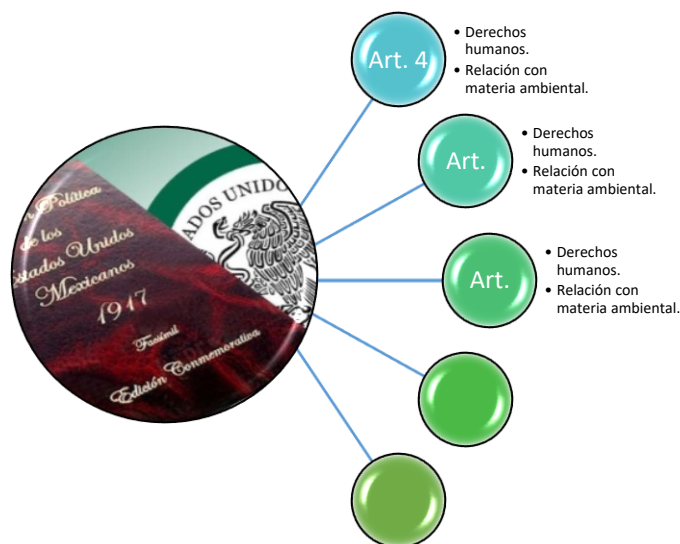 Art. 4
• Derechos
humanos.
• Relación con
materia ambiental.
Art.
• Derechos
humanos.
• Relación con
materia ambiental.
Art.
• Derechos
humanos.
• Relación con
materia ambiental.
n Política
de los
stados Unidos
Mexicanos
1917
Facsímil
Edición Conmemorativa
ADOS UNIDO